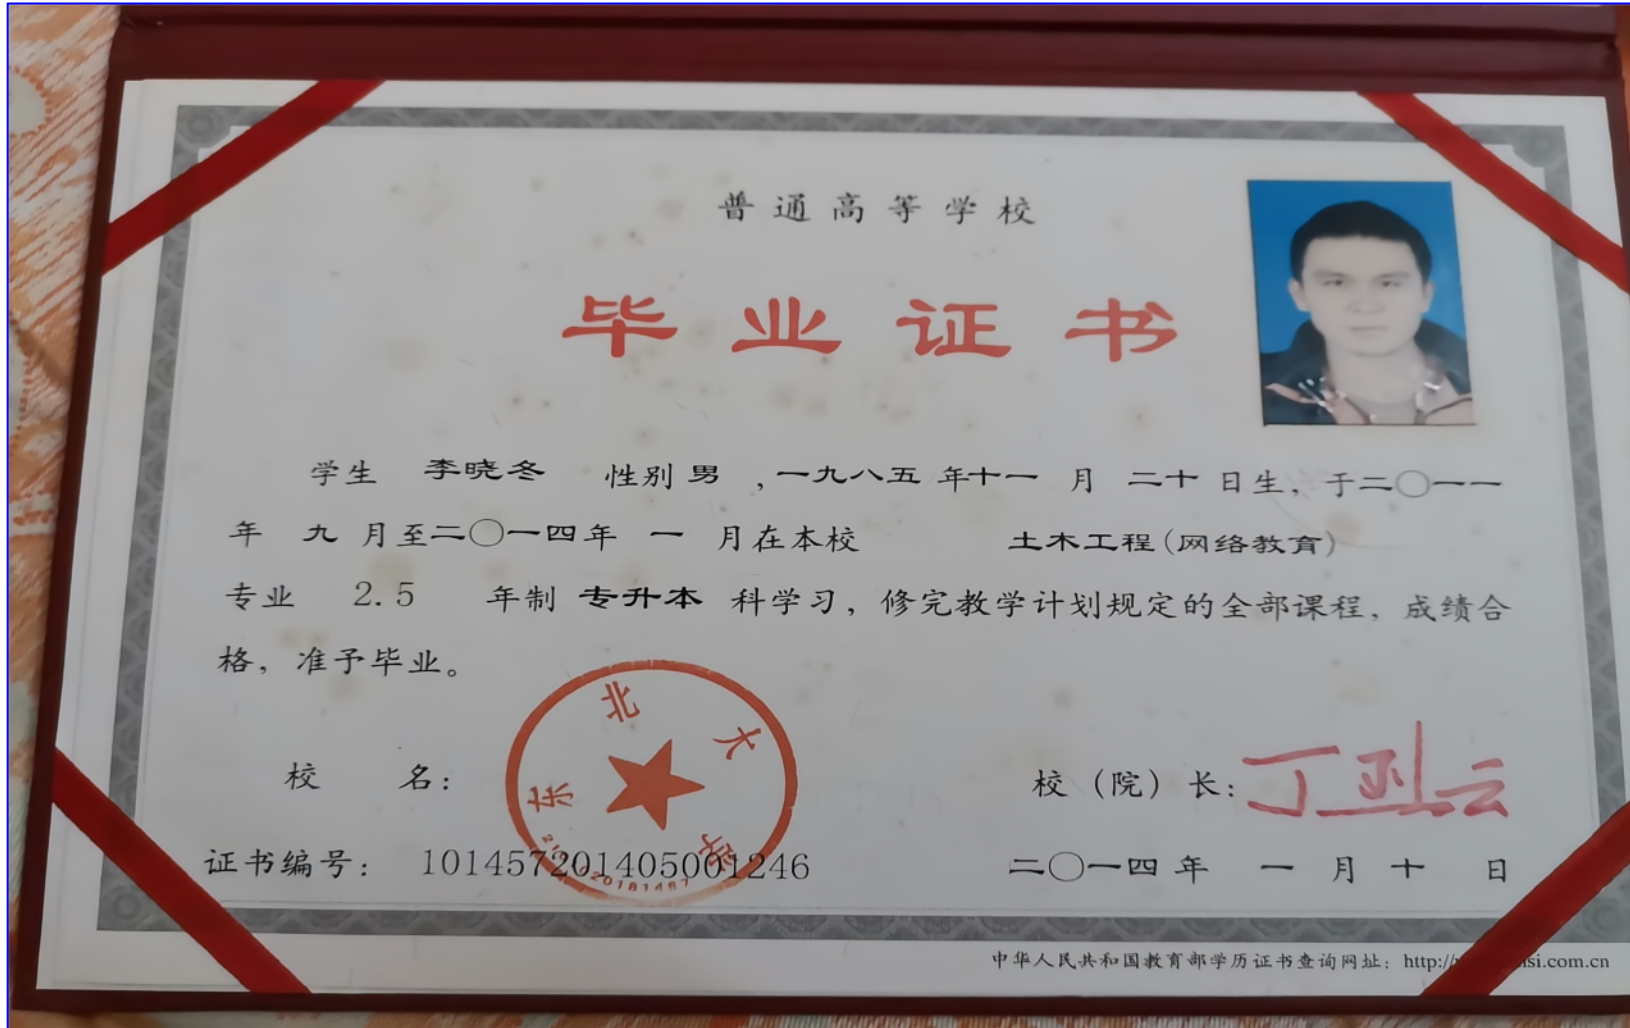 普通高等学校
毕业证书
学生 李晓冬 性别 男 ,一九八五 年十一 月 二十 日生, 于二〇一一
年 九 月至二〇一四年 一 月在本校 土木工程(网络教育)
专业 2.5 年制 专升本 科学习, 修完教学计划规定的全部课程, 成绩合
格, 准予毕业。
东北大学
校 名:
校（院）长: 丁烈云
证书编号: 101457201405001246
二〇一四年 一 月 十 日
中华人民共和国教育部学历证书查询网址: http://
si.com.cn